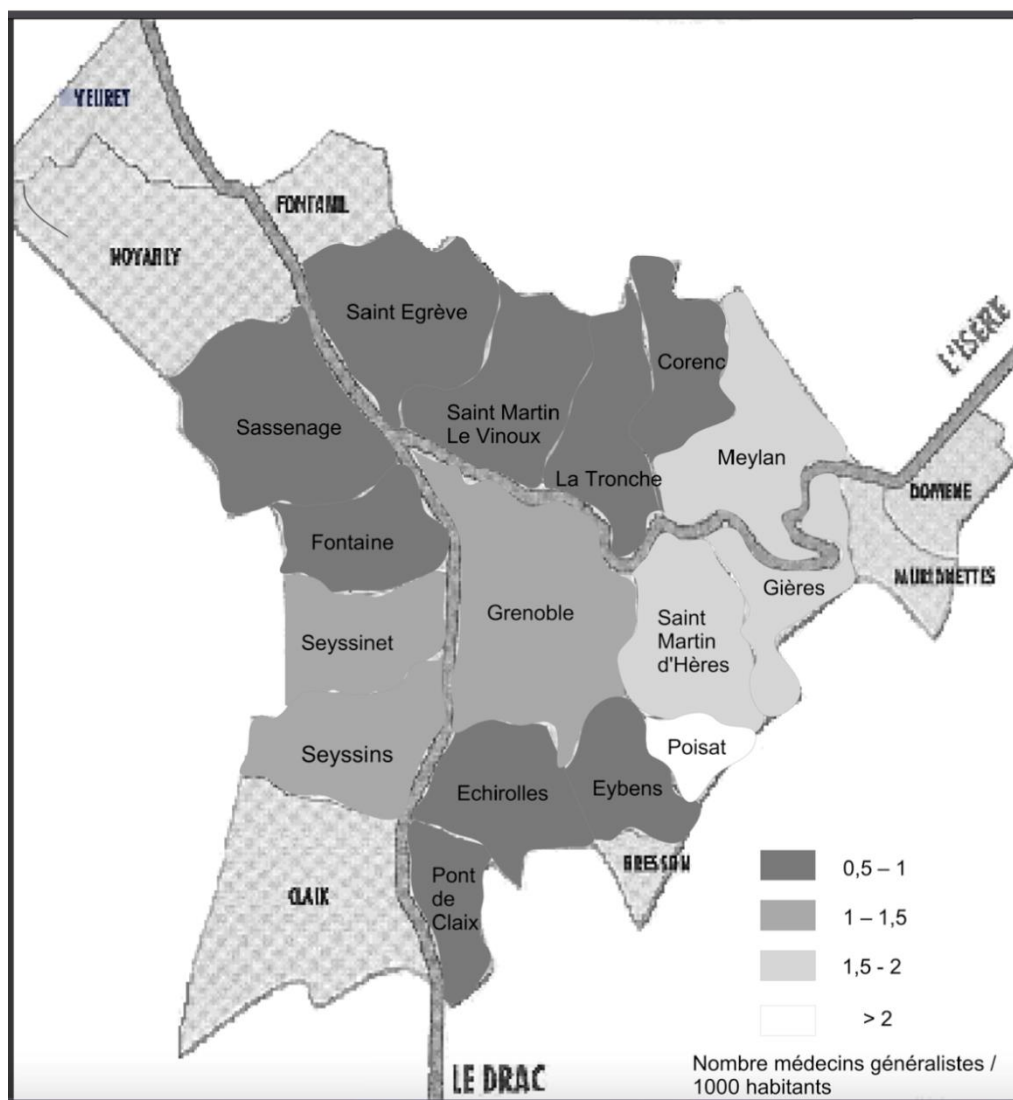 VEUREY
FONTANIL
NOYAREY
Saint Egrève
L'ISÈRE
Corenc
Sassenage
Saint Martin
Le Vinoux
Meylan
La Tronche
DOMENE
Fontaine
Gières
MURIANETTES
Grenoble
Seyssinet
Saint
Martin
d'Hères
Seyssins
Poisat
Echirolles
Eybens
BRESSON
CLAIX
Pont
de
Claix
0,5 – 1
1 – 1,5
1,5 - 2
> 2
Nombre médecins généralistes /
1000 habitants
LE DRAC